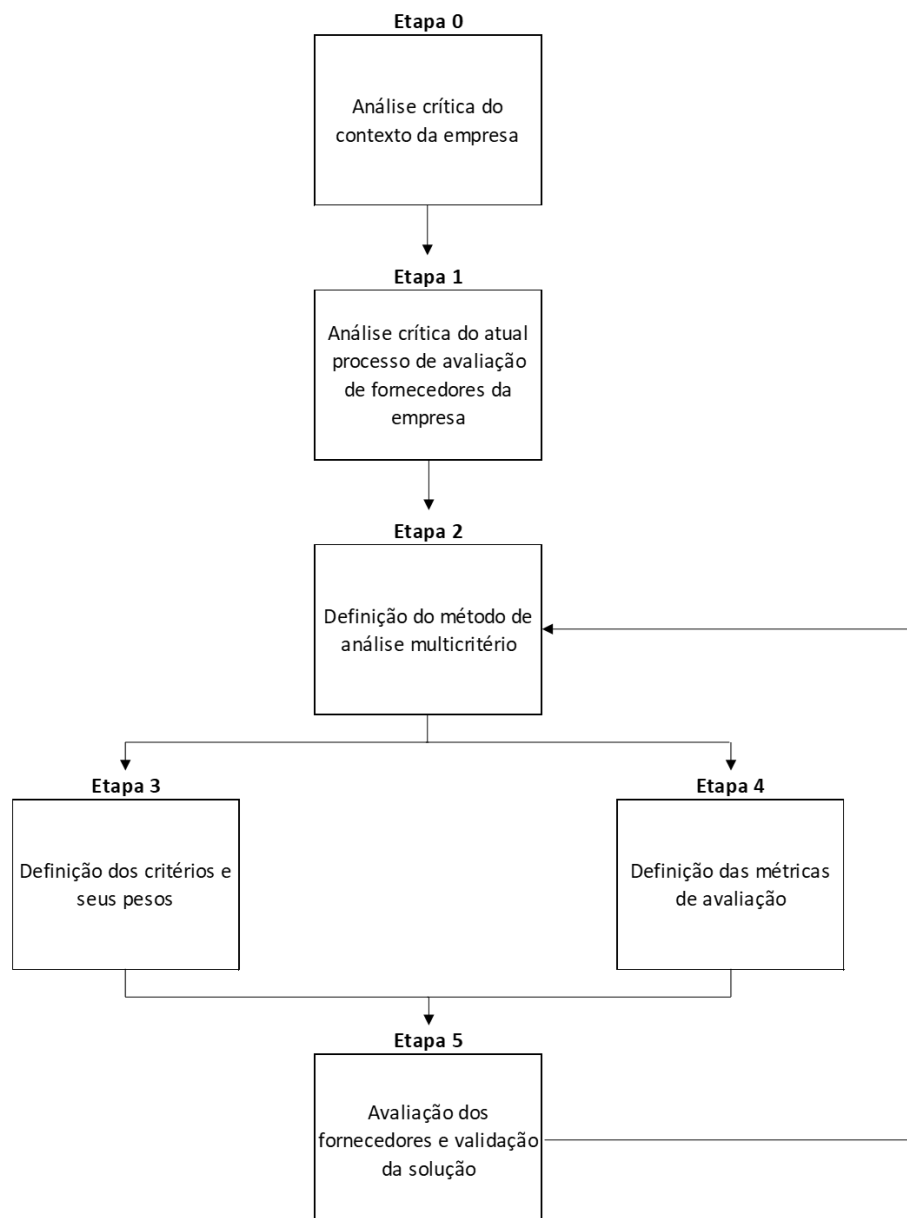 Etapa 0
Análise crítica do
contexto da empresa
Etapa 1
Análise crítica do atual
processo de avaliação
de fornecedores da
empresa
Etapa 2
Definição do método de
análise multicritério
Etapa 3
Definição dos critérios e
seus pesos
Etapa 4
Definição das métricas
de avaliação
Etapa 5
Avaliação dos
fornecedores e validação
da solução